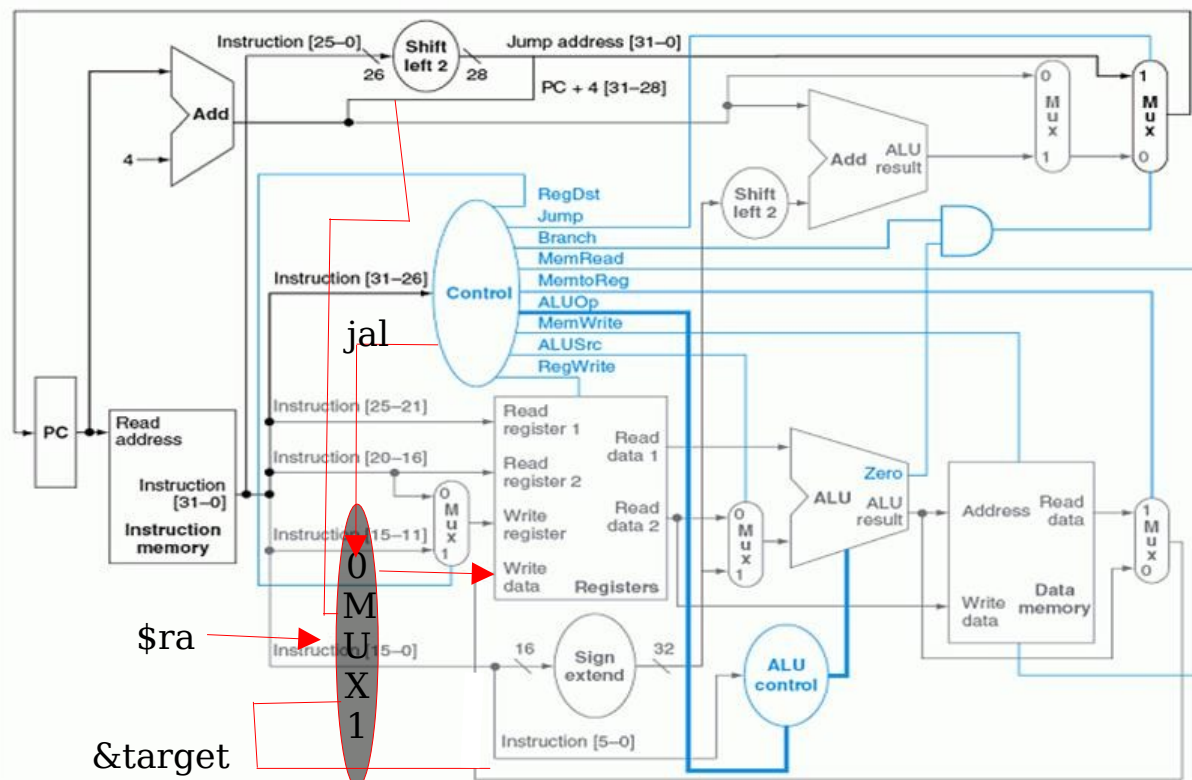 Instruction [25–0]
26
Shift
left 2
28
Jump address [31–0]
PC + 4 [31–28]
Add
4
0
M
u
x
1
1
M
u
x
0
Add
ALU
result
Shift
left 2
RegDst
Jump
Branch
MemRead
MemtoReg
ALUOp
MemWrite
ALUSrc
RegWrite
Instruction [31–26]
Control
jal
PC
Read
address
Instruction
[31–0]
Instruction
memory
Instruction [25–21]
Instruction [20–16]
Instruction [15–11]
Instruction [15–0]
0
M
u
x
1
Read
register 1
Read
register 2
Write
register
Write
data
Read
data 1
Read
data 2
Registers
0
M
u
x
1
Zero
ALU
ALU
result
Address
Read
data
Write
data
Data
memory
1
M
u
x
0
0
M
U
X
1
$ra
&target
16
Sign
extend
32
ALU
control
Instruction [5–0]